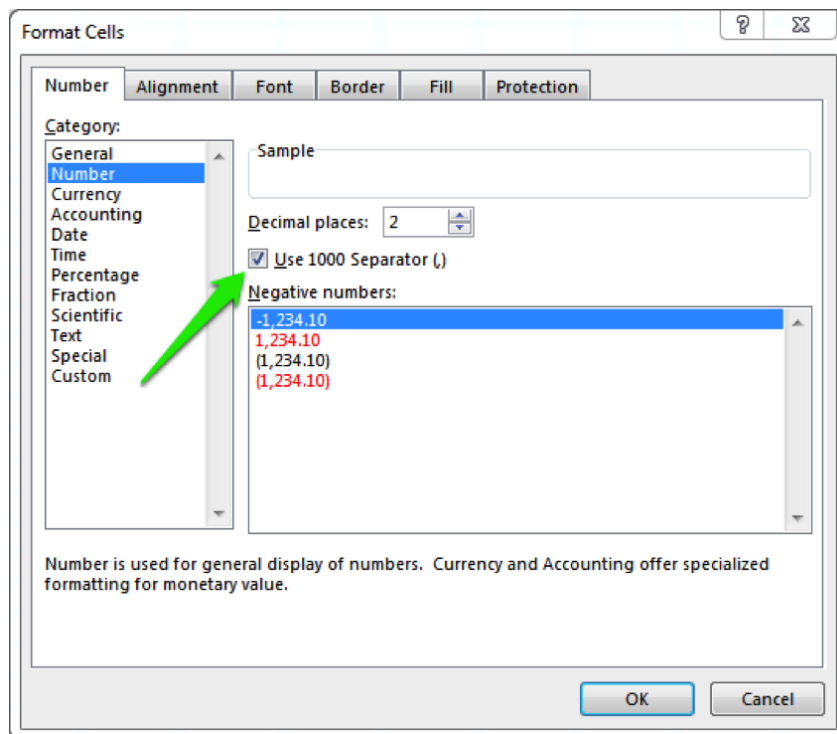 Format Cells
Number Alignment Font Border Fill Protection
Category:
General
Number
Currency
Accounting
Date
Time
Percentage
Fraction
Scientific
Text
Special
Custom
Sample
Decimal places: 2
Use 1000 Separator (,)
Negative numbers:
-1,234.10
1,234.10
(1,234.10)
(1,234.10)
Number is used for general display of numbers. Currency and Accounting offer specialized
formatting for monetary value.
OK Cancel